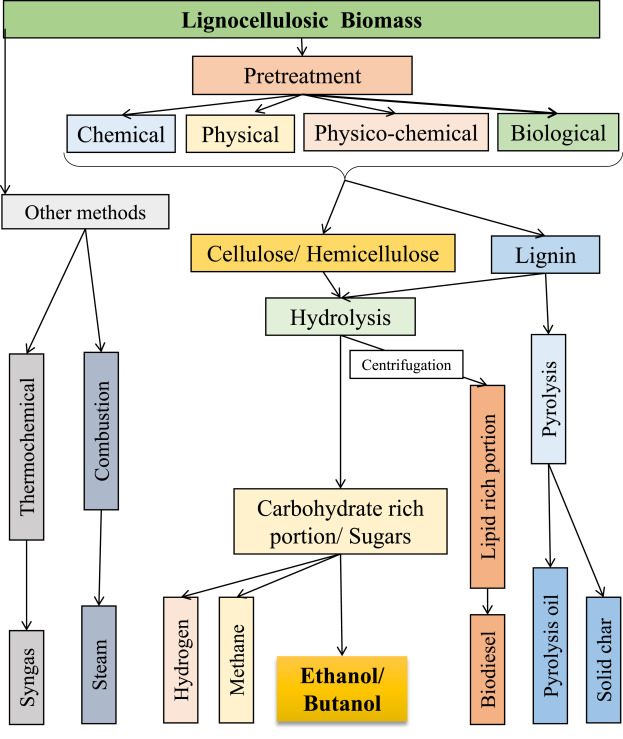 Lignocellulosic Biomass
Pretreatment
Chemical
Physical
Physico-chemical
Biological
Other methods
Cellulose/ Hemicellulose
Lignin
Hydrolysis
Centrifugation
Thermochemical
Combustion
Pyrolysis
Lipid rich portion
Carbohydrate rich
portion/ Sugars
Syngas
Steam
Hydrogen
Methane
Ethanol/
Butanol
Biodiesel
Pyrolysis oil
Solid char